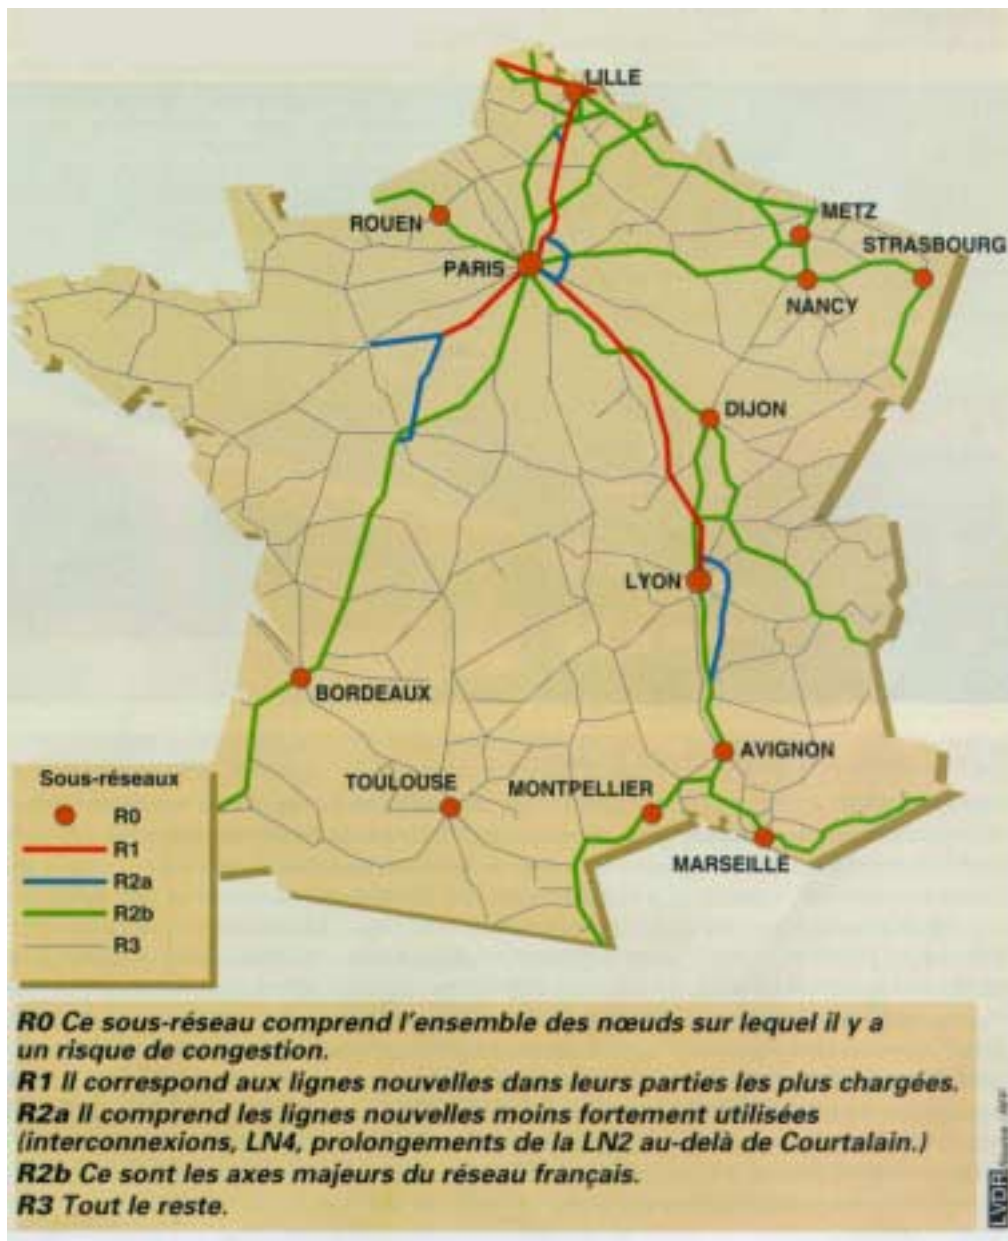 LILLE
METZ
ROUEN
STRASBOURG
PARIS
NANCY
DIJON
LYON
BORDEAUX
AVIGNON
TOULOUSE
MONTPELLIER
MARSEILLE
Sous-réseaux
R0
R1
R2a
R2b
R3
R0 Ce sous-réseau comprend l'ensemble des nœuds sur lequel il y a
un risque de congestion.
R1 Il correspond aux lignes nouvelles dans leurs parties les plus chargées.
R2a Il comprend les lignes nouvelles moins fortement utilisées
(interconnexions, LN4, prolongements de la LN2 au-delà de Courtalain.)
R2b Ce sont les axes majeurs du réseau français.
R3 Tout le reste.
LVDR